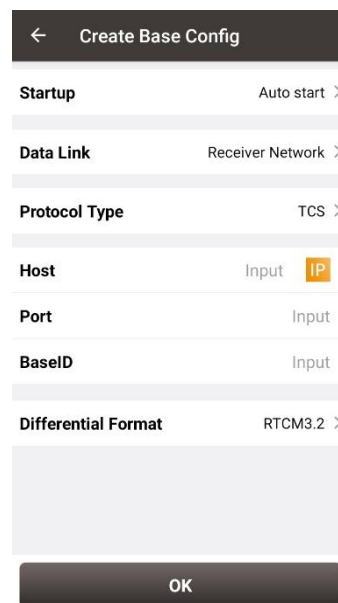 Create Base Config
Startup Auto start
Data Link Receiver Network
Protocol Type TCS
Host Input IP
Port Input
BaseID Input
Differential Format RTCM3.2
OK